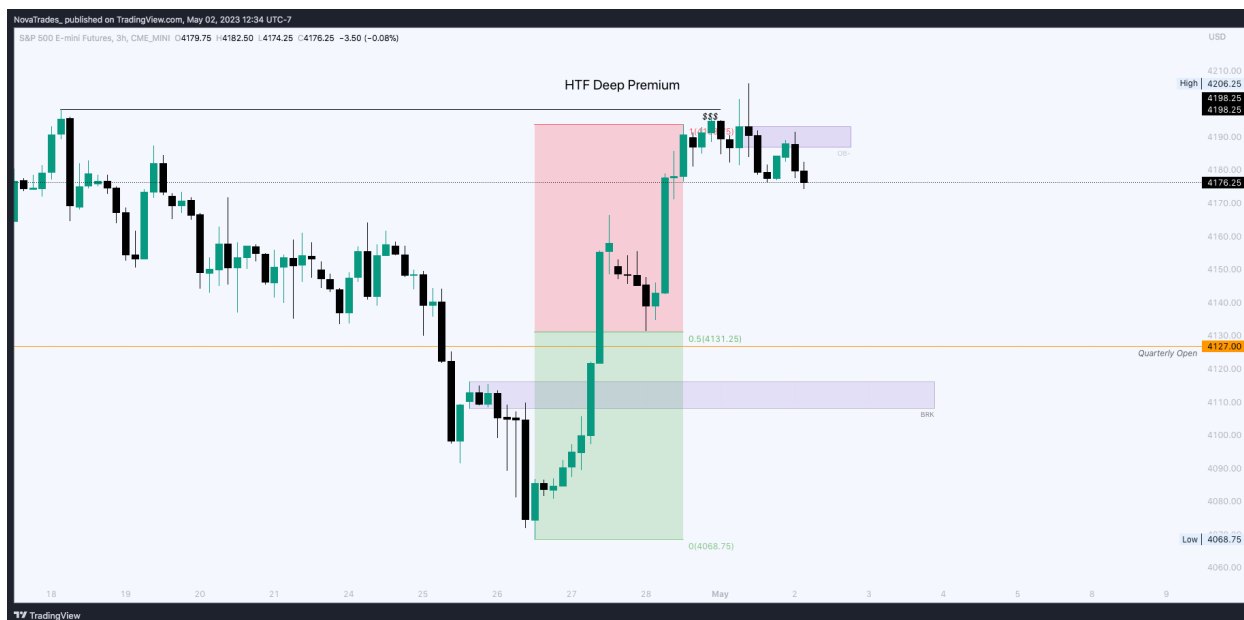 NovaTrades_ published on TradingView.com, May 02, 2023 12:34 UTC-7
S&P 500 E-mini Futures, 3h, CME_MINI O4179.75 H4182.50 L4174.25 C4176.25 −3.50 (−0.08%)
USD
HTF Deep Premium
4210.00
High 4206.25
4198.25
4198.25
$$$
4190.00
OB-
4180.00
4176.25
4170.00
4160.00
4150.00
4140.00
0.5(4131.25)
4130.00
4127.00
Quarterly Open
4120.00
4110.00
BRK
4100.00
4090.00
4080.00
Low 4068.75
0(4068.75)
4060.00
18 19 20 21 24 25 26 27 28 May 2 3 4 5 8 9
TradingView